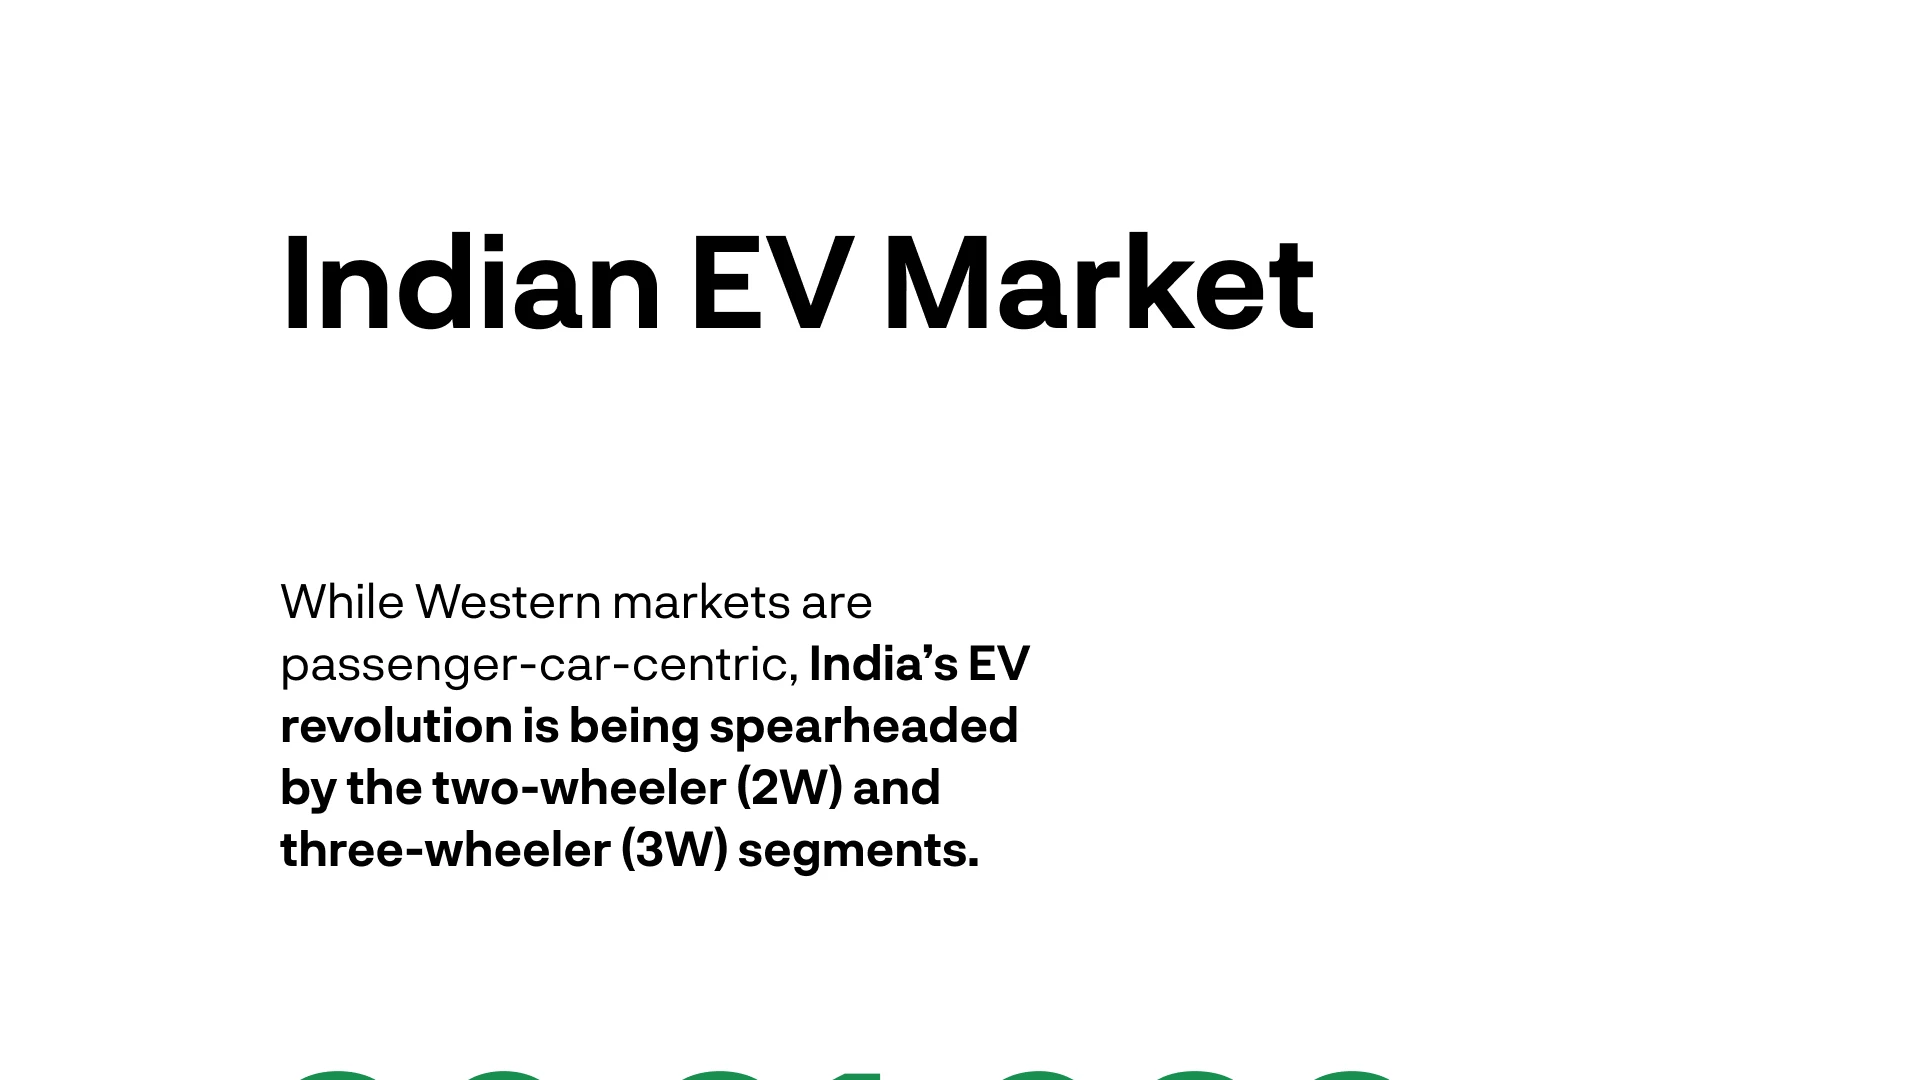 Indian EV Market
While Western markets are
passenger-car-centric, India’s EV
revolution is being spearheaded
by the two-wheeler (2W) and
three-wheeler (3W) segments.